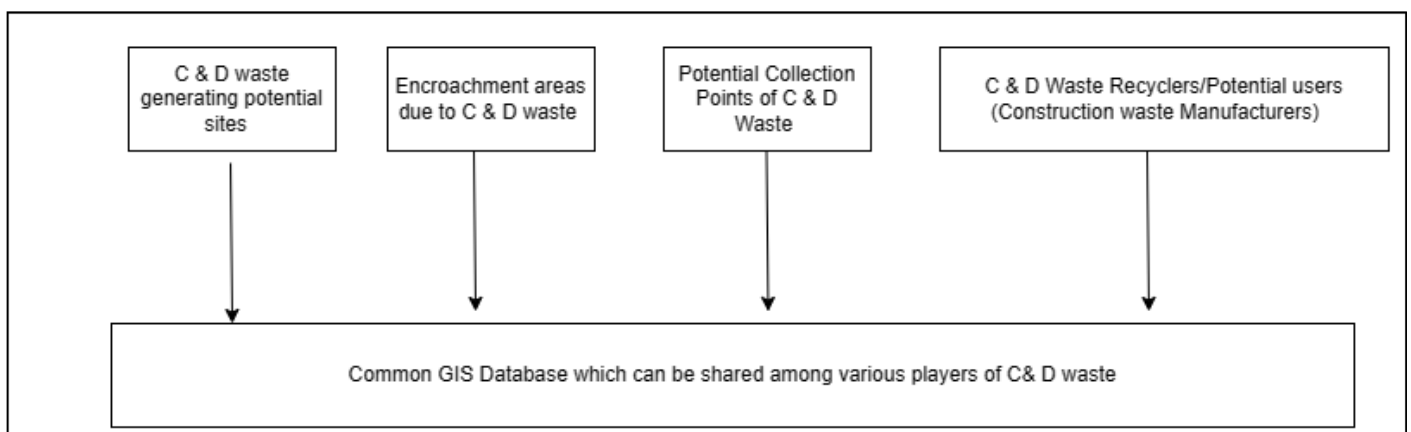 C & D waste
generating potential
sites
Encroachment areas
due to C & D waste
Potential Collection
Points of C & D
Waste
C & D Waste Recyclers/Potential users
(Construction waste Manufacturers)
Common GIS Database which can be shared among various players of C& D waste